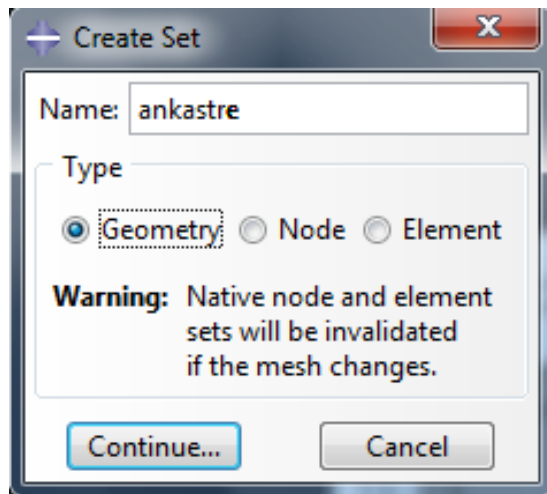 Create Set
Name: ankastre
Type
Geometry Node Element
Warning: Native node and element
sets will be invalidated
if the mesh changes.
Continue... Cancel